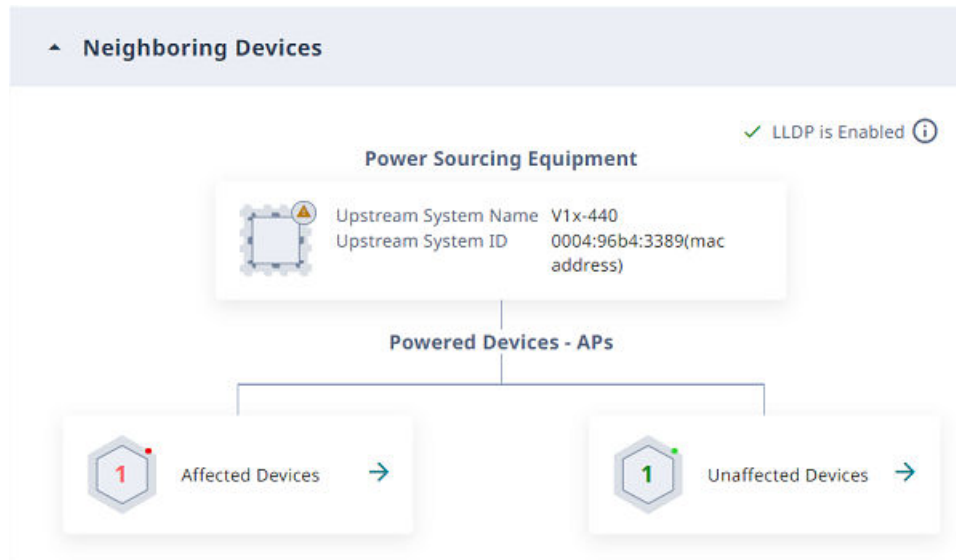 Neighboring Devices
LLDP is Enabled
Power Sourcing Equipment
Upstream System Name V1x-440
Upstream System ID 0004:96b4:3389(mac
address)
Powered Devices - APs
1 Affected Devices
1 Unaffected Devices